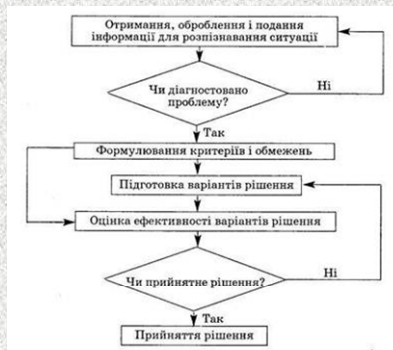 Отримання, оброблення і подання
інформації для розпізнавання ситуації
Чи діагностовано
проблему?
Ні
Так
Формулювання критеріїв і обмежень
Підготовка варіантів рішення
Оцінка ефективності варіантів рішення
Чи прийнятне рішення?
Ні
Так
Прийняття рішення